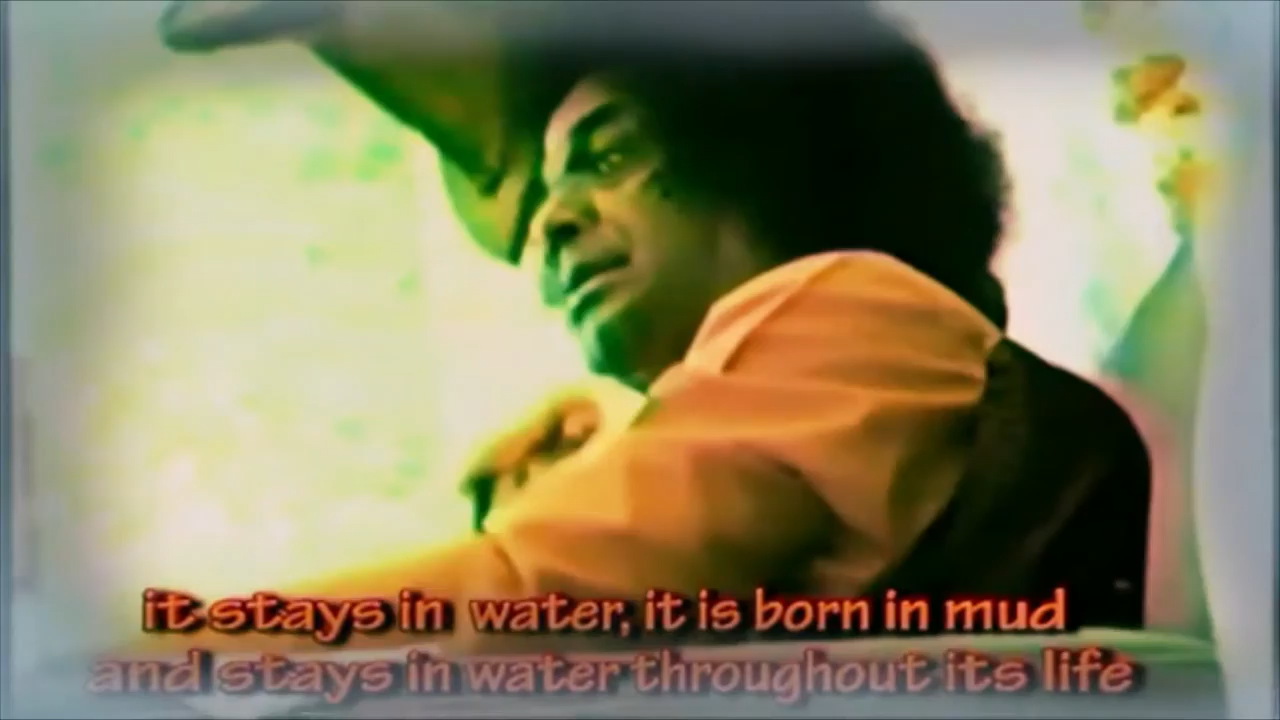 it stays in water, it is born in mud
and stays in water throughout its life